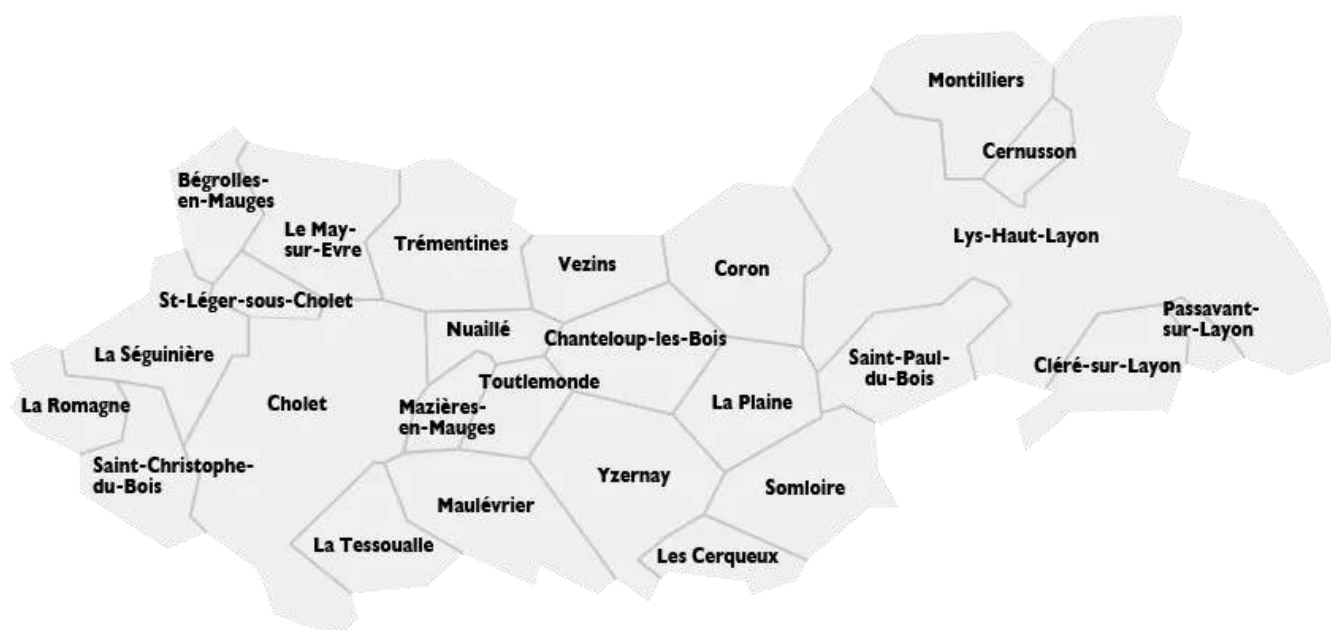 Montilliers
Cernusson
Bégrolles-
en-Mauges
Le May-
sur-Evre
Trémentines
Lys-Haut-Layon
Vezins
Coron
St-Léger-sous-Cholet
Passavant-
sur-Layon
Nuaillé
Chanteloup-les-Bois
La Séguinière
Saint-Paul-
du-Bois
Cléré-sur-Layon
Toutlemonde
La Romagne
Cholet
Mazières-
en-Mauges
La Plaine
Saint-Christophe-
du-Bois
Yzernay
Somloire
Maulévrier
La Tessoualle
Les Cerqueux